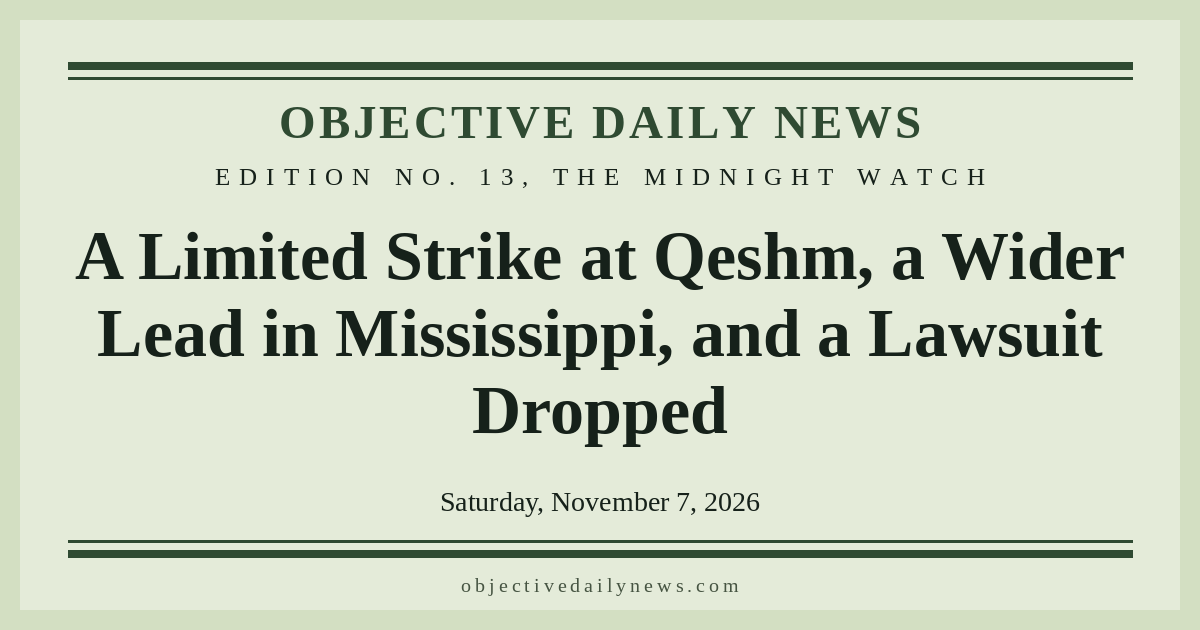 OBJECTIVE DAILY NEWS
EDITION NO. 13, THE MIDNIGHT WATCH
A Limited Strike at Qeshm, a Wider
Lead in Mississippi, and a Lawsuit
Dropped
Saturday, November 7, 2026
objectivedailynews.com